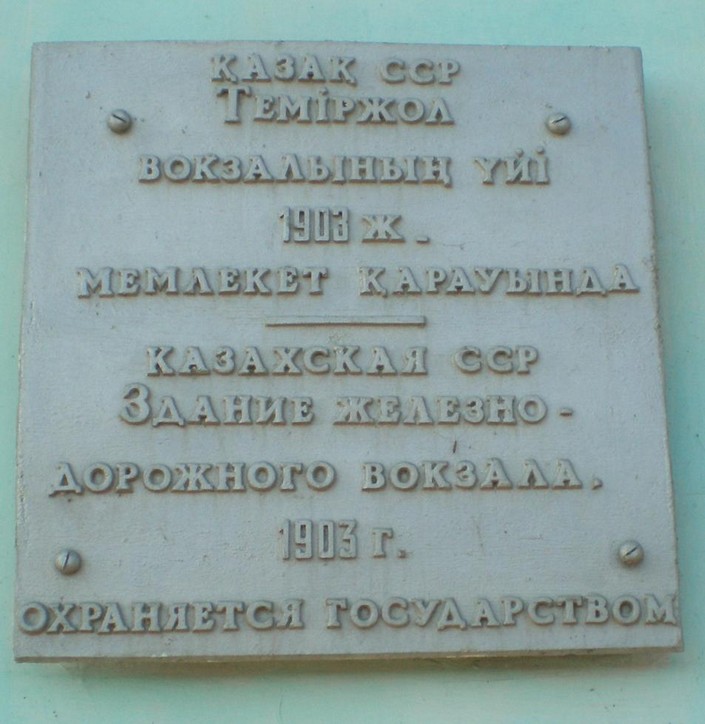 ҚАЗАҚ ССР
ТЕМІРЖОЛ
ВОКЗАЛЫНЫҢ ҮЙІ
1903 Ж.
МЕМЛЕКЕТ ҚАРАУЫНДА
КАЗАХСКАЯ ССР
ЗДАНИЕ ЖЕЛЕЗНО-
ДОРОЖНОГО ВОКЗАЛА.
1903 Г.
ОХРАНЯЕТСЯ ГОСУДАРСТВОМ